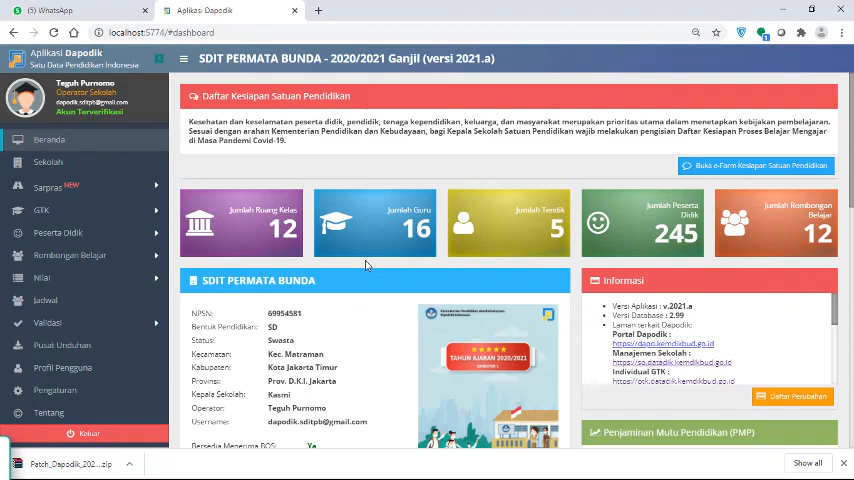 (5) WhatsApp
Aplikasi Dapodik
localhost:5774/#dashboard
Aplikasi Dapodik
Satu Data Pendidikan Indonesia
SDIT PERMATA BUNDA - 2020/2021 Ganjil (versi 2021.a)
Teguh Purnomo
Operator Sekolah
dapodik.sditpb@gmail.com
Akun Terverifikasi
Beranda
Sekolah
Sarpras NEW
GTK
Peserta Didik
Rombongan Belajar
Nilai
Jadwal
Validasi
Pusat Unduhan
Profil Pengguna
Pengaturan
Tentang
Keluar
Daftar Kesiapan Satuan Pendidikan
Kesehatan dan keselamatan peserta didik, pendidik, tenaga kependidikan, keluarga, dan masyarakat merupakan prioritas utama dalam menetapkan kebijakan pembelajaran.
Sesuai dengan arahan Kementerian Pendidikan dan Kebudayaan, bagi Kepala Sekolah Satuan Pendidikan wajib melakukan pengisian Daftar Kesiapan Proses Belajar Mengajar
di Masa Pandemi Covid-19.
Buka e-Form Kesiapan Satuan Pendidikan
Jumlah Ruang Kelas
12
Jumlah Guru
16
Jumlah Tendik
5
Jumlah Peserta
Didik
245
Jumlah Rombongan
Belajar
12
SDIT PERMATA BUNDA
NPSN: 69954581
Bentuk Pendidikan: SD
Status: Swasta
Kecamatan: Kec. Matraman
Kabupaten: Kota Jakarta Timur
Provinsi: Prov. D.K.I. Jakarta
Kepala Sekolah: Kasmi
Operator: Teguh Purnomo
Username: dapodik.sditpb@gmail.com
Bersedia Menerima BOS: Ya
TAHUN AJARAN 2020/2021
SEMESTER 1
Informasi
Versi Aplikasi : v.2021.a
Versi Database : 2.99
Laman terkait Dapodik:
Portal Dapodik :
https://dapo.kemdikbud.go.id
Manajemen Sekolah :
https://sp.datadik.kemdikbud.go.id
Individual GTK :
https://ptk.datadik.kemdikbud.go.id
Daftar Perubahan
Penjaminan Mutu Pendidikan (PMP)
Patch_Dapodik_202....zip
Show all